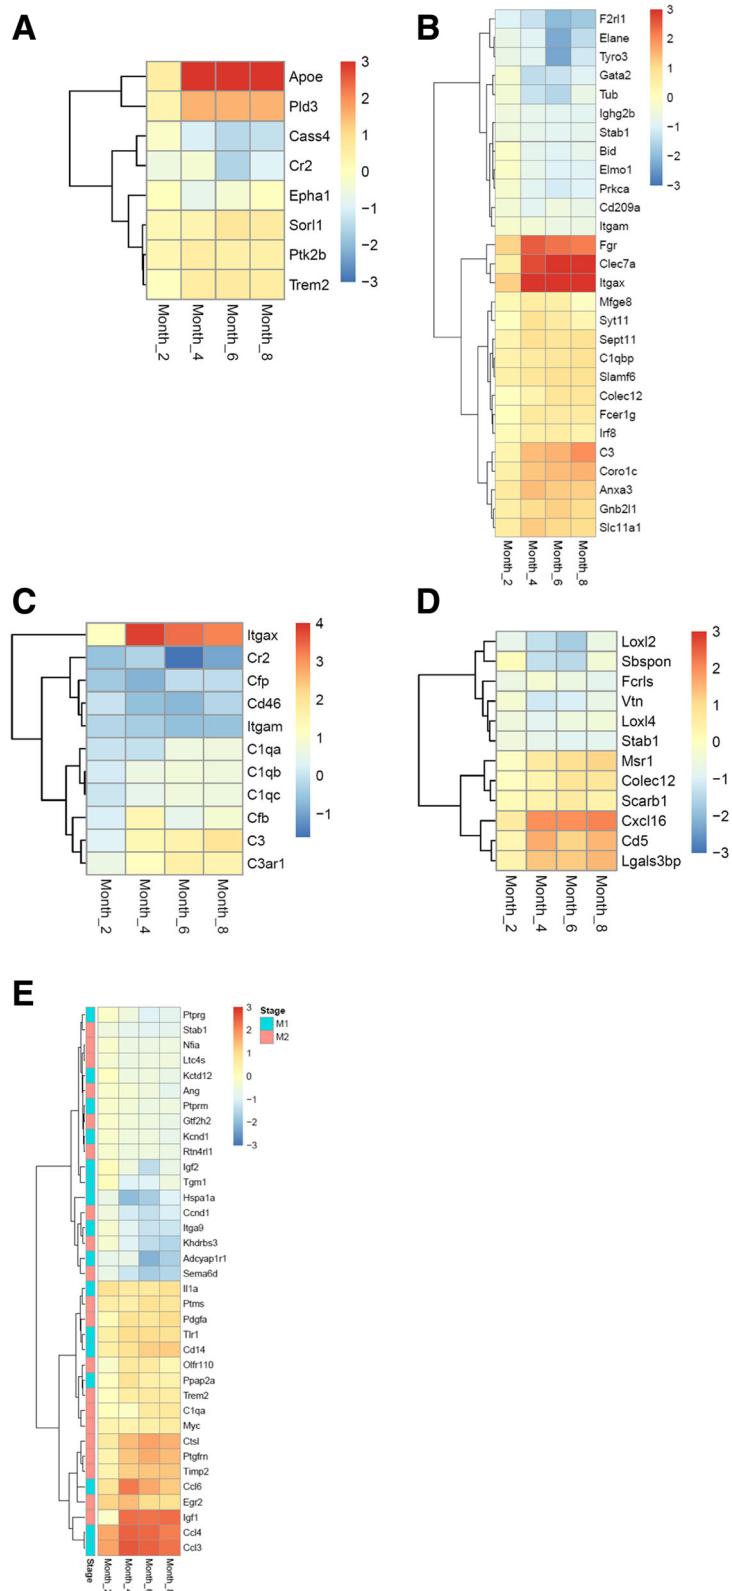 A
3
2
1
0
−1
−2
−3
Apoe
Pld3
Cass4
Cr2
Epha1
Sorl1
Ptk2b
Trem2
Month_2
Month_4
Month_6
Month_8
B
3
2
1
0
−1
−2
−3
F2rl1
Elane
Tyro3
Gata2
Tub
Ighg2b
Stab1
Bid
Elmo1
Prkca
Cd209a
Itgam
Fgr
Clec7a
Itgax
Mfge8
Syt11
Sept11
C1qbp
Slamf6
Colec12
Fcer1g
Irf8
C3
Coro1c
Anxa3
Gnb2l1
Slc11a1
Month_2
Month_4
Month_6
Month_8
C
4
3
2
1
0
−1
Itgax
Cr2
Cfp
Cd46
Itgam
C1qa
C1qb
C1qc
Cfb
C3
C3ar1
Month_2
Month_4
Month_6
Month_8
D
3
2
1
0
−1
−2
−3
Loxl2
Sbspon
Fcrls
Vtn
Loxl4
Stab1
Msr1
Colec12
Scarb1
Cxcl16
Cd5
Lgals3bp
Month_2
Month_4
Month_6
Month_8
E
3
2
1
0
−1
−2
−3
Stage
M1
M2
Ptprg
Stab1
Nfia
Ltc4s
Kctd12
Ang
Ptprm
Gtf2h2
Kcnd1
Rtn4rl1
Igf2
Tgm1
Hspa1a
Ccnd1
Itga9
Khdrbs3
Adcyap1r1
Sema6d
Il1a
Ptms
Pdgfa
Tlr1
Cd14
Olfr110
Ppap2a
Trem2
C1qa
Myc
Ctsl
Ptgfrn
Timp2
Ccl6
Egr2
Igf1
Ccl4
Ccl3
Stage